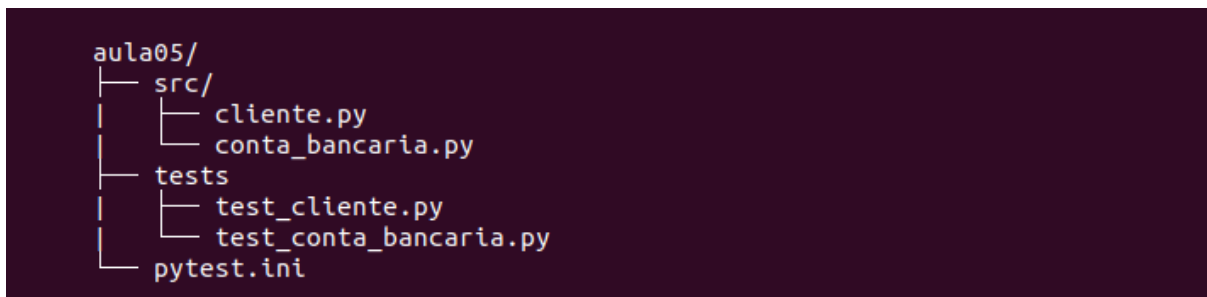 aula05/
├── src/
|   ├── cliente.py
|   └── conta_bancaria.py
├── tests
|   ├── test_cliente.py
|   └── test_conta_bancaria.py
└── pytest.ini